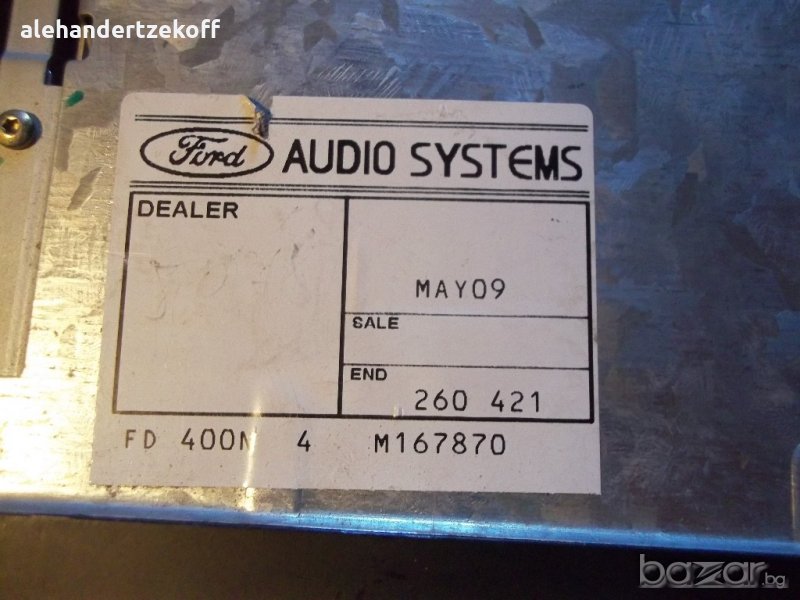 alehandertzekoff
Ford AUDIO SYSTEMS
DEALER
MAY09
SALE
END
260 421
FD 400N 4 M167870
bazar.bg